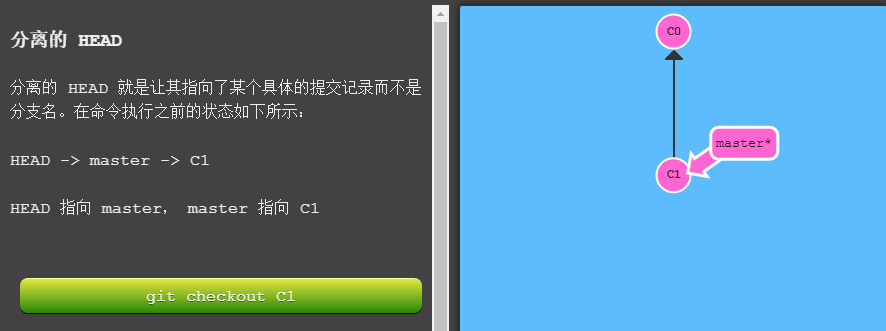 分离的 HEAD
分离的 HEAD 就是让其指向了某个具体的提交记录而不是
分支名。在命令执行之前的状态如下所示:
HEAD -> master -> C1
HEAD 指向 master， master 指向 C1
git checkout C1
C0
master*
C1